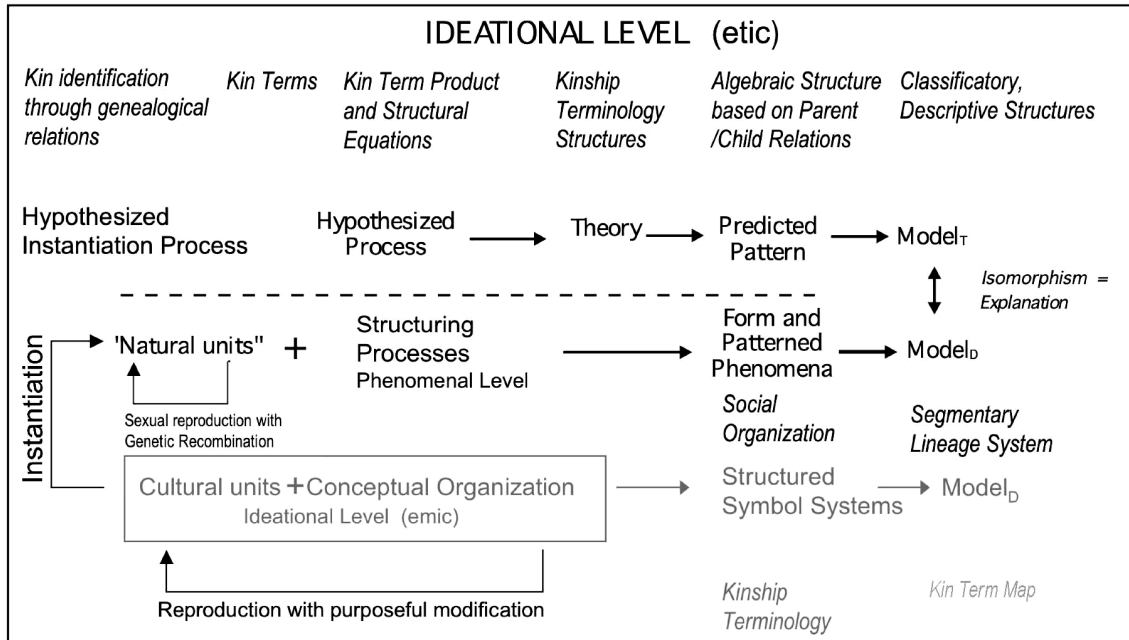 IDEATIONAL LEVEL (etic)
Kin identification
through genealogical
relations
Kin Terms
Kin Term Product
and Structural
Equations
Kinship
Terminology
Structures
Algebraic Structure
based on Parent
/Child Relations
Classificatory,
Descriptive Structures
Hypothesized
Instantiation Process
Hypothesized
Process
Theory
Predicted
Pattern
ModelT
Isomorphism =
Explanation
Instantiation
'Natural units"
+
Structuring
Processes
Phenomenal Level
Form and
Patterned
Phenomena
ModelD
Sexual reproduction with
Genetic Recombination
Social
Organization
Segmentary
Lineage System
Cultural units + Conceptual Organization
Ideational Level (emic)
Structured
Symbol Systems
ModelD
Reproduction with purposeful modification
Kinship
Terminology
Kin Term Map